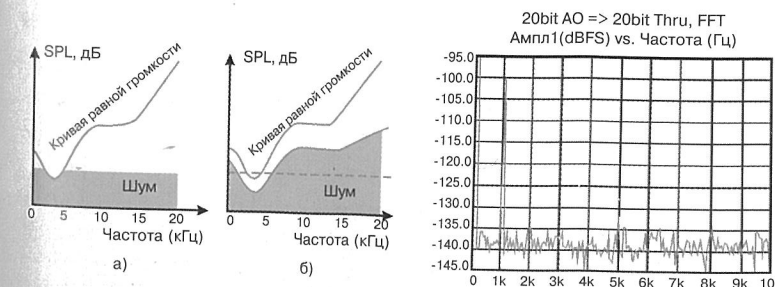 SPL, дБ
Кривая равной громкости
Шум
0 5 10 15 20
Частота (кГц)
а)
SPL, дБ
Кривая равной громкости
Шум
0 5 10 15 20
Частота (кГц)
б)
20bit AO => 20bit Thru, FFT
Ампл1(dBFS) vs. Частота (Гц)
-95.0
-100.0
-105.0
-110.0
-115.0
-120.0
-125.0
-130.0
-135.0
-140.0
-145.0
0 1k 2k 3k 4k 5k 6k 7k 8k 9k 10